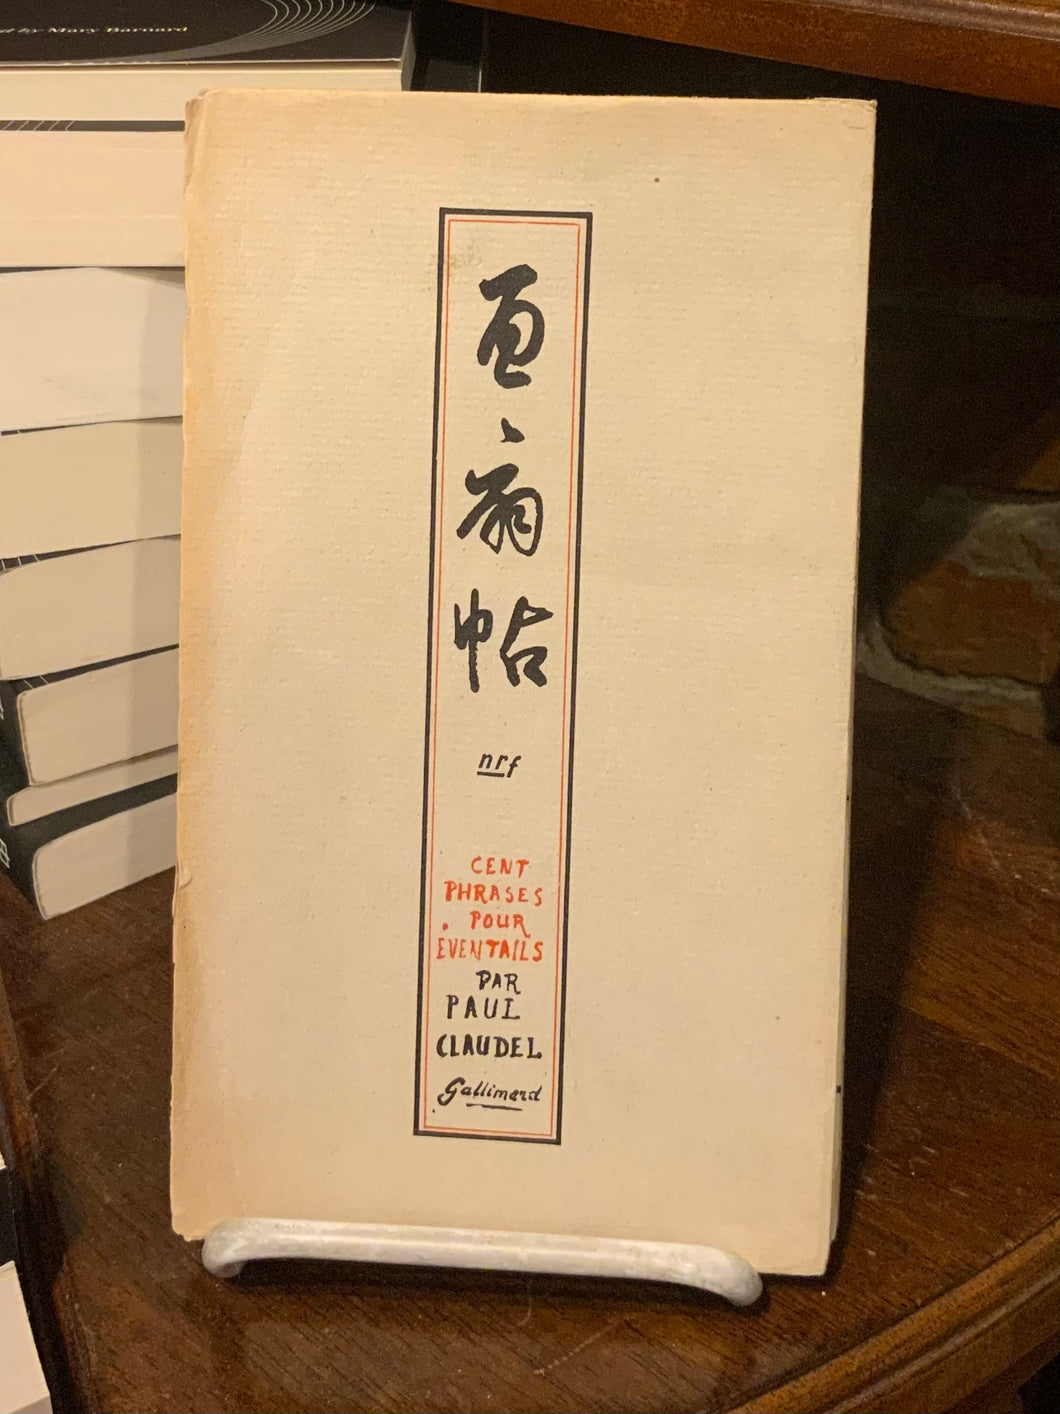 d by Mary Barnard
百
扇
帖
nrf
CENT
PHRASES
POUR
EVENTAILS
PAR
PAUL
CLAUDEL
Gallimard